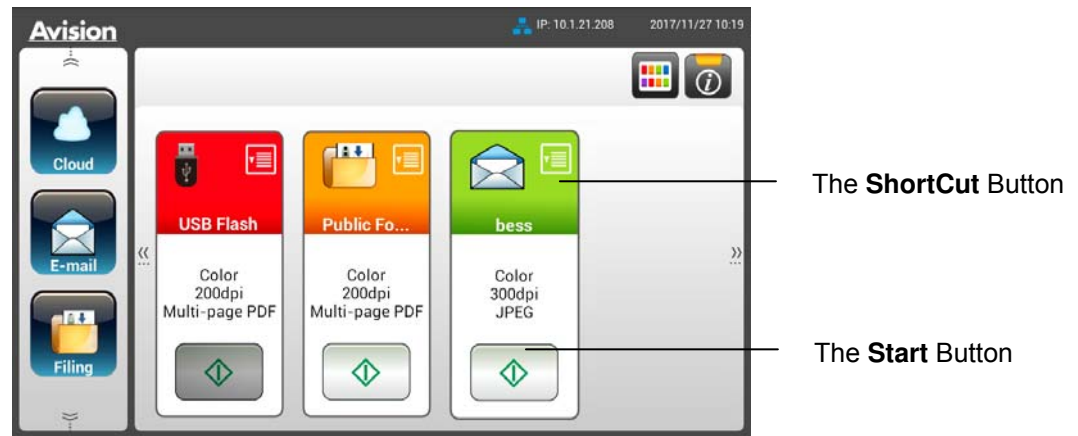 Avision
IP: 10.1.21.208 2017/11/27 10:19
Cloud
E-mail
Filing
USB Flash
Color
200dpi
Multi-page PDF
Public Fo...
Color
200dpi
Multi-page PDF
bess
Color
300dpi
JPEG
The ShortCut Button
The Start Button